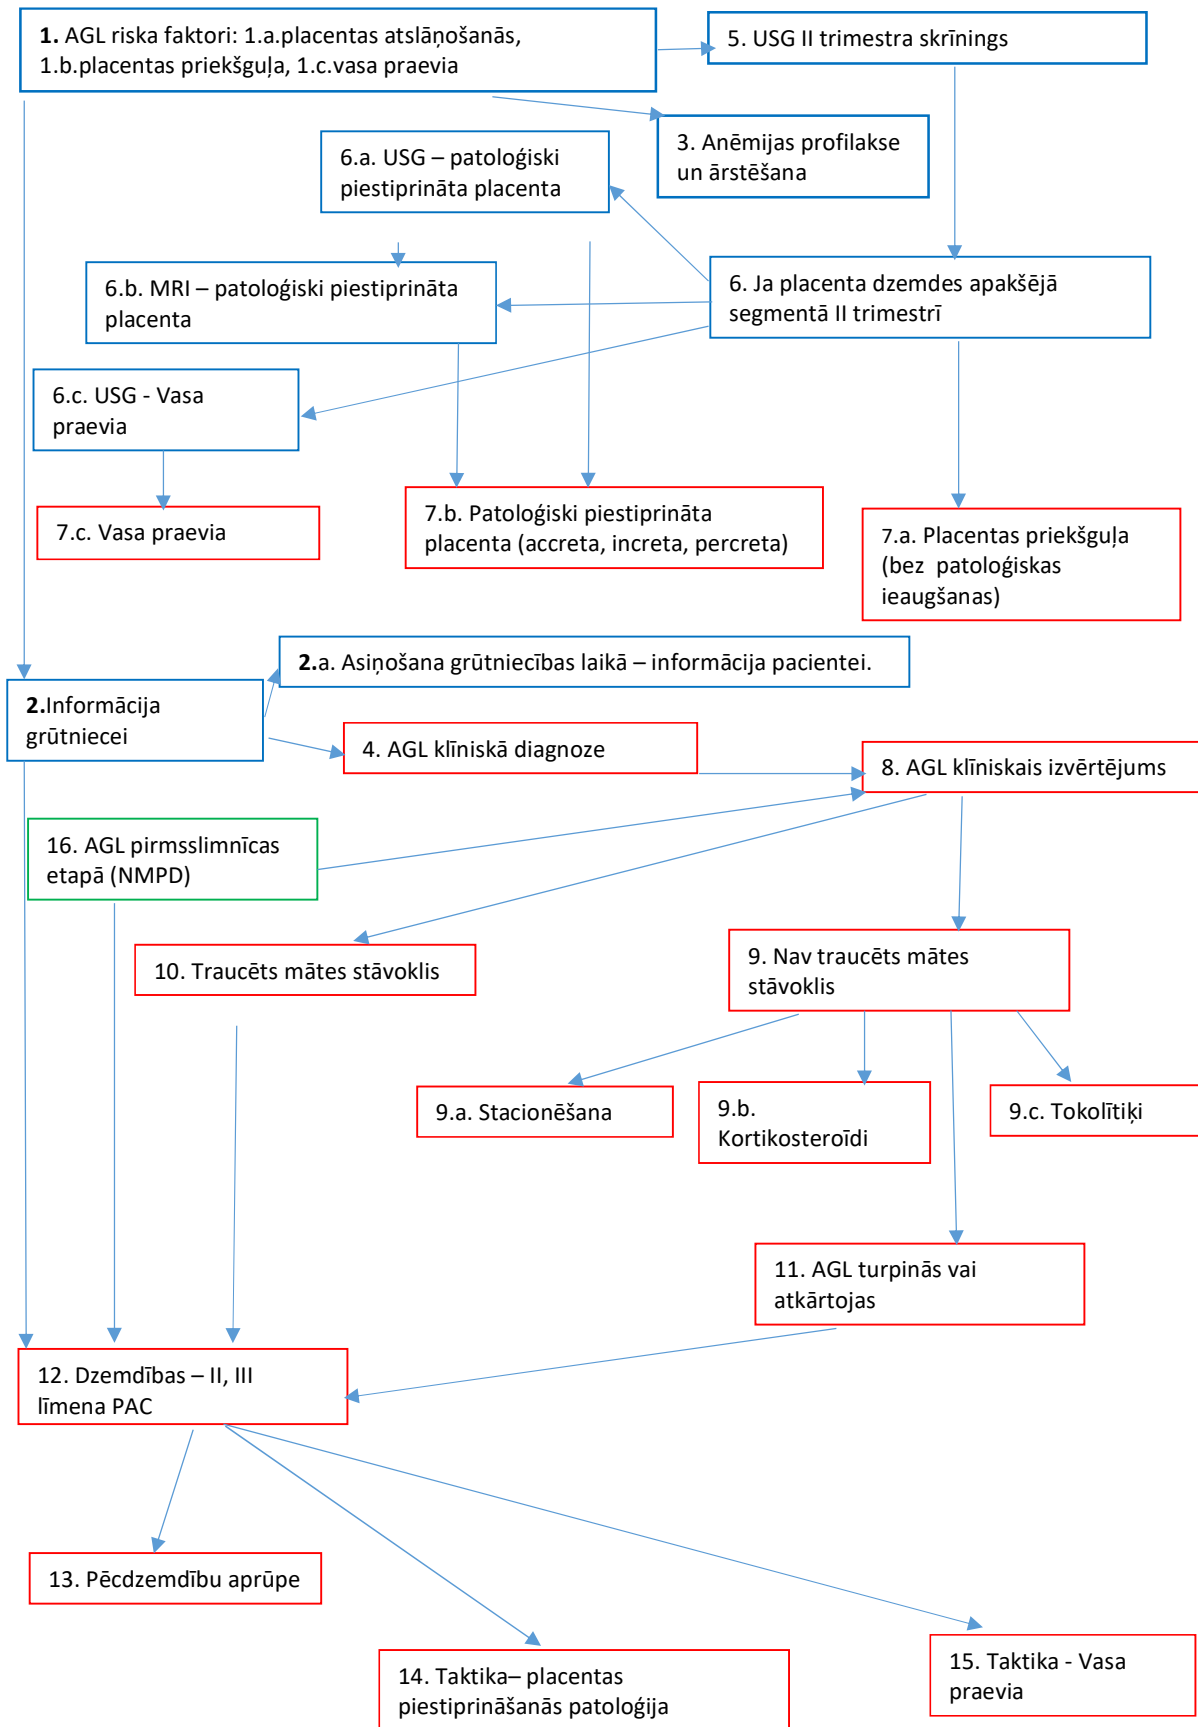 1. AGL riska faktori: 1.a.placentas atslāņošanās,
1.b.placentas priekšguļa, 1.c.vasa praevia
5. USG II trimestra skrīnings
3. Anēmijas profilakse
un ārstēšana
6.a. USG – patoloģiski
piestiprināta placenta
6.b. MRI – patoloģiski piestiprināta
placenta
6. Ja placenta dzemdes apakšējā
segmentā II trimestrī
6.c. USG - Vasa
praevia
7.c. Vasa praevia
7.b. Patoloģiski piestiprināta
placenta (accreta, increta, percreta)
7.a. Placentas priekšguļa
(bez patoloģiskas
ieaugšanas)
2.a. Asiņošana grūtniecības laikā – informācija pacientei.
2.Informācija
grūtniecei
4. AGL klīniskā diagnoze
8. AGL klīniskais izvērtējums
16. AGL pirmsslimnīcas
etapā (NMPD)
10. Traucēts mātes stāvoklis
9. Nav traucēts mātes
stāvoklis
9.a. Stacionēšana
9.b.
Kortikosteroīdi
9.c. Tokolītiķi
11. AGL turpinās vai
atkārtojas
12. Dzemdības – II, III
līmena PAC
13. Pēcdzemdību aprūpe
14. Taktika– placentas
piestiprināšanās patoloģija
15. Taktika - Vasa
praevia